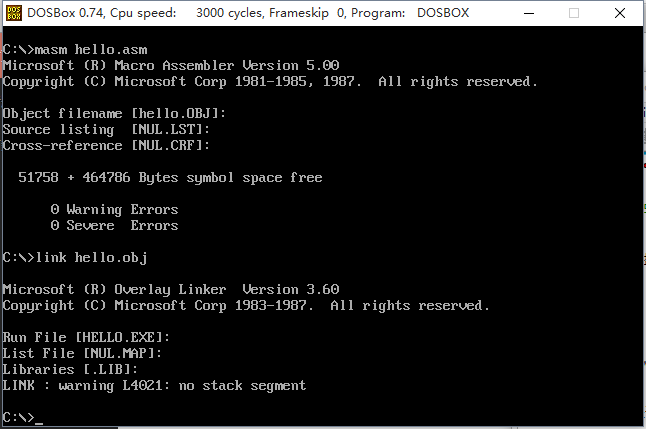 DOSBox 0.74, Cpu speed:    3000 cycles, Frameskip  0, Program:   DOSBOX
C:\>masm hello.asm
Microsoft (R) Macro Assembler Version 5.00
Copyright (C) Microsoft Corp 1981-1985, 1987.  All rights reserved.
Object filename [hello.OBJ]:
Source listing  [NUL.LST]:
Cross-reference [NUL.CRF]:
  51758 + 464786 Bytes symbol space free
      0 Warning Errors
      0 Severe  Errors
C:\>link hello.obj
Microsoft (R) Overlay Linker  Version 3.60
Copyright (C) Microsoft Corp 1983-1987.  All rights reserved.
Run File [HELLO.EXE]:
List File [NUL.MAP]:
Libraries [.LIB]:
LINK : warning L4021: no stack segment
C:\>_